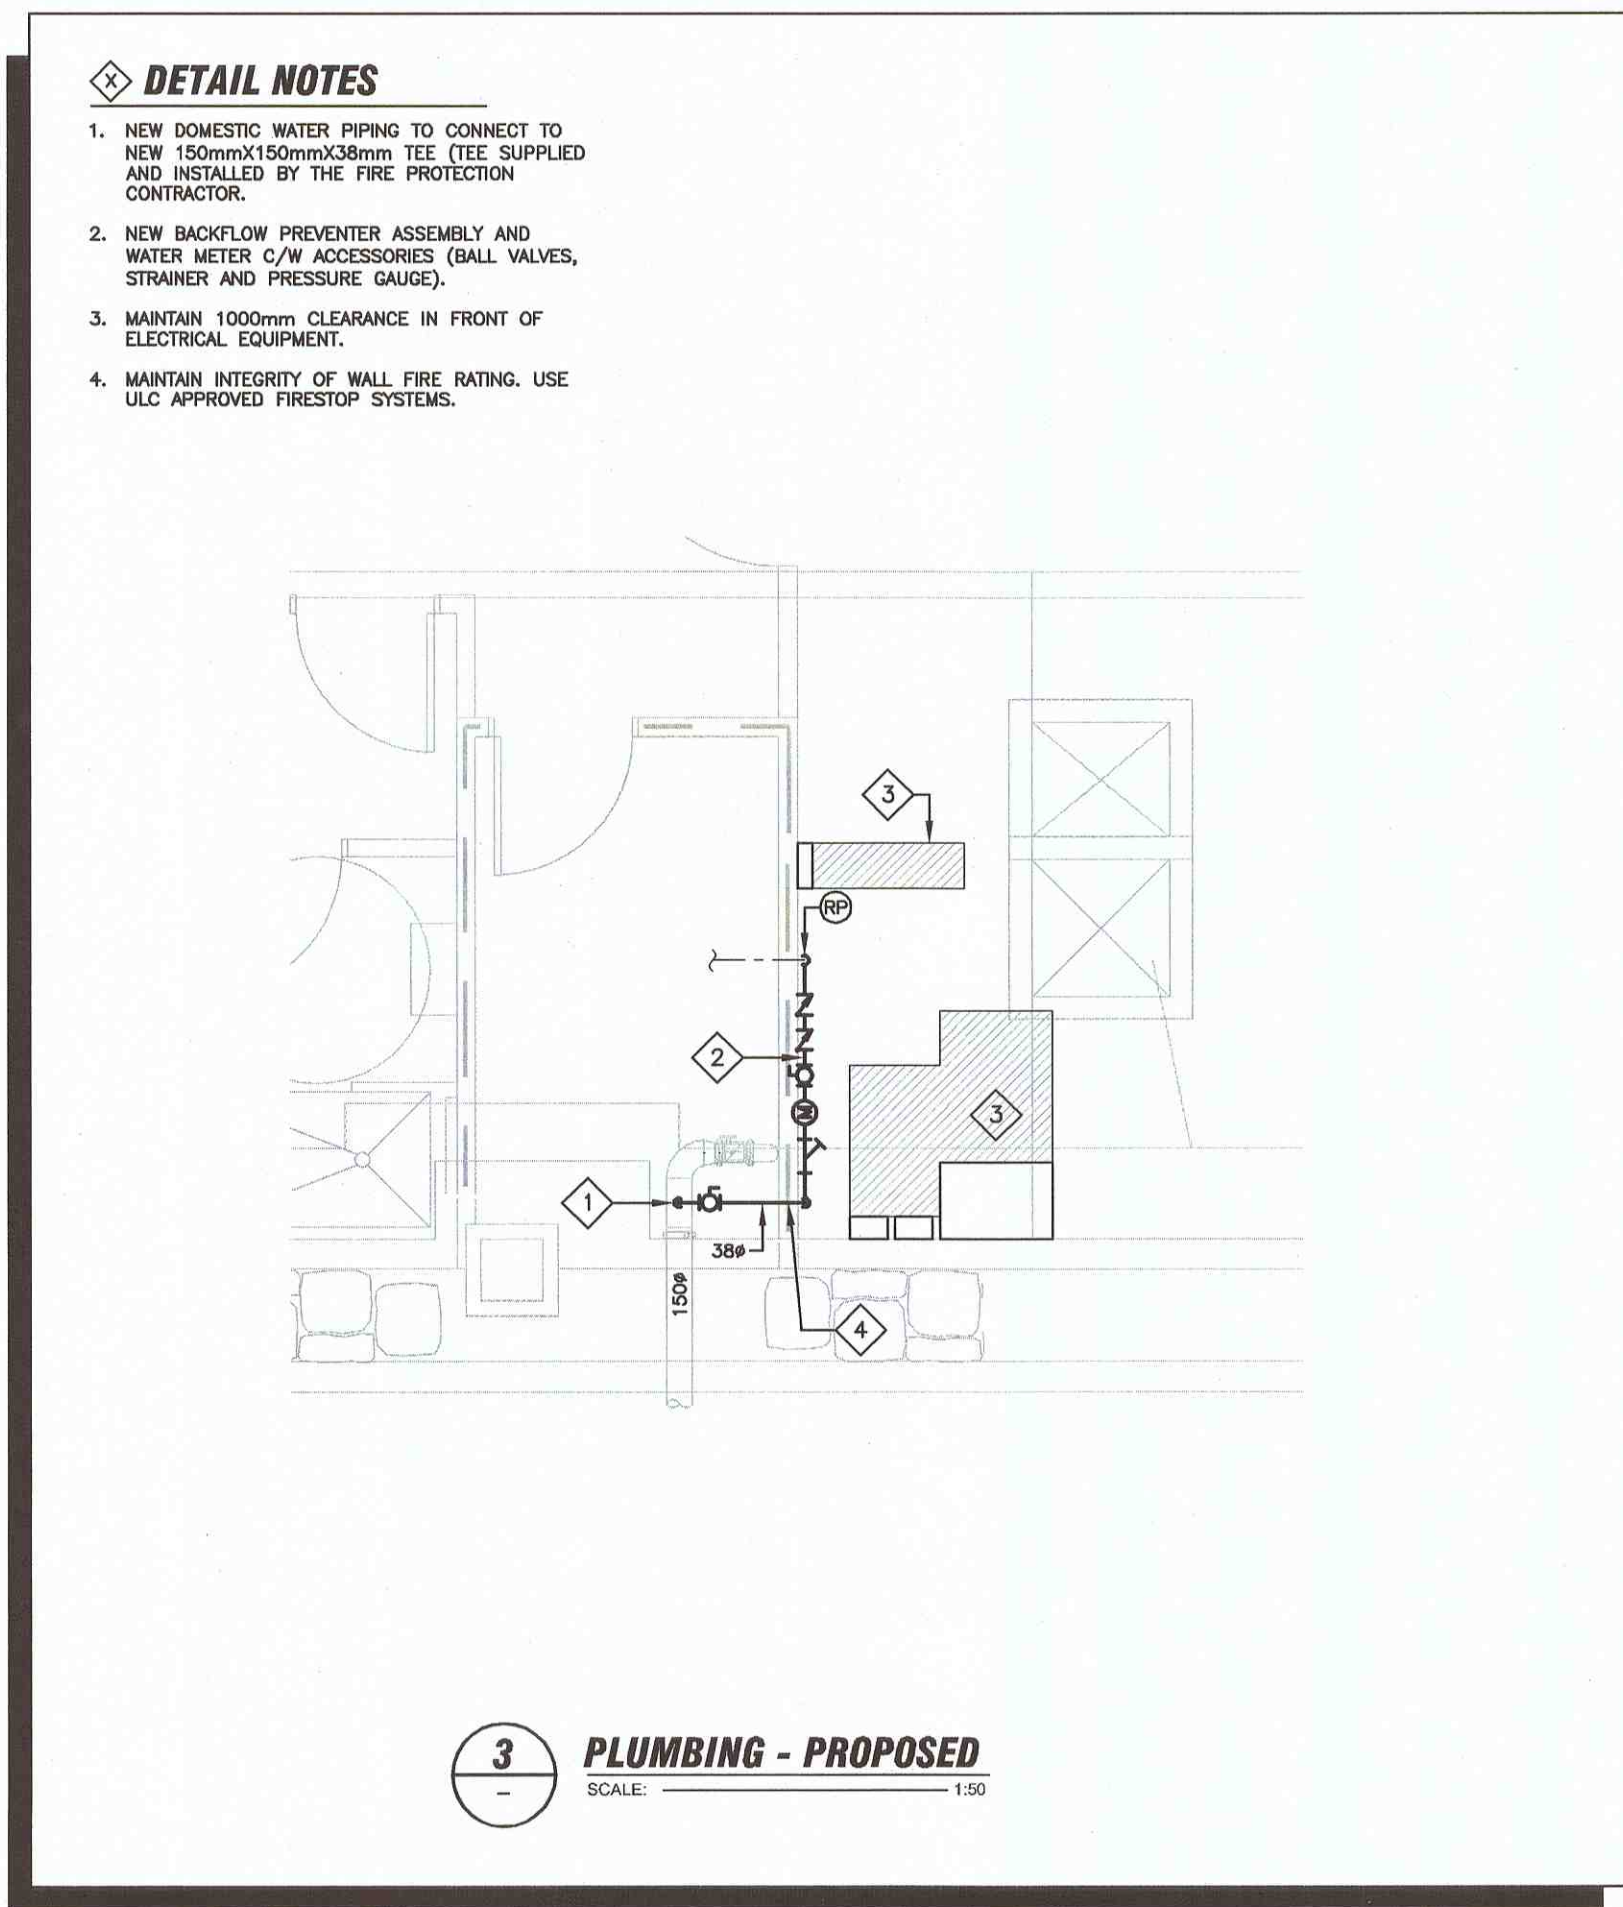 X DETAIL NOTES
1. NEW DOMESTIC WATER PIPING TO CONNECT TO
NEW 150mmX150mmX38mm TEE (TEE SUPPLIED
AND INSTALLED BY THE FIRE PROTECTION
CONTRACTOR.
2. NEW BACKFLOW PREVENTER ASSEMBLY AND
WATER METER C/W ACCESSORIES (BALL VALVES,
STRAINER AND PRESSURE GAUGE).
3. MAINTAIN 1000mm CLEARANCE IN FRONT OF
ELECTRICAL EQUIPMENT.
4. MAINTAIN INTEGRITY OF WALL FIRE RATING. USE
ULC APPROVED FIRESTOP SYSTEMS.
3
RP
2
M
3
1
38ø
150ø
4
3
–
PLUMBING - PROPOSED
SCALE: 1:50